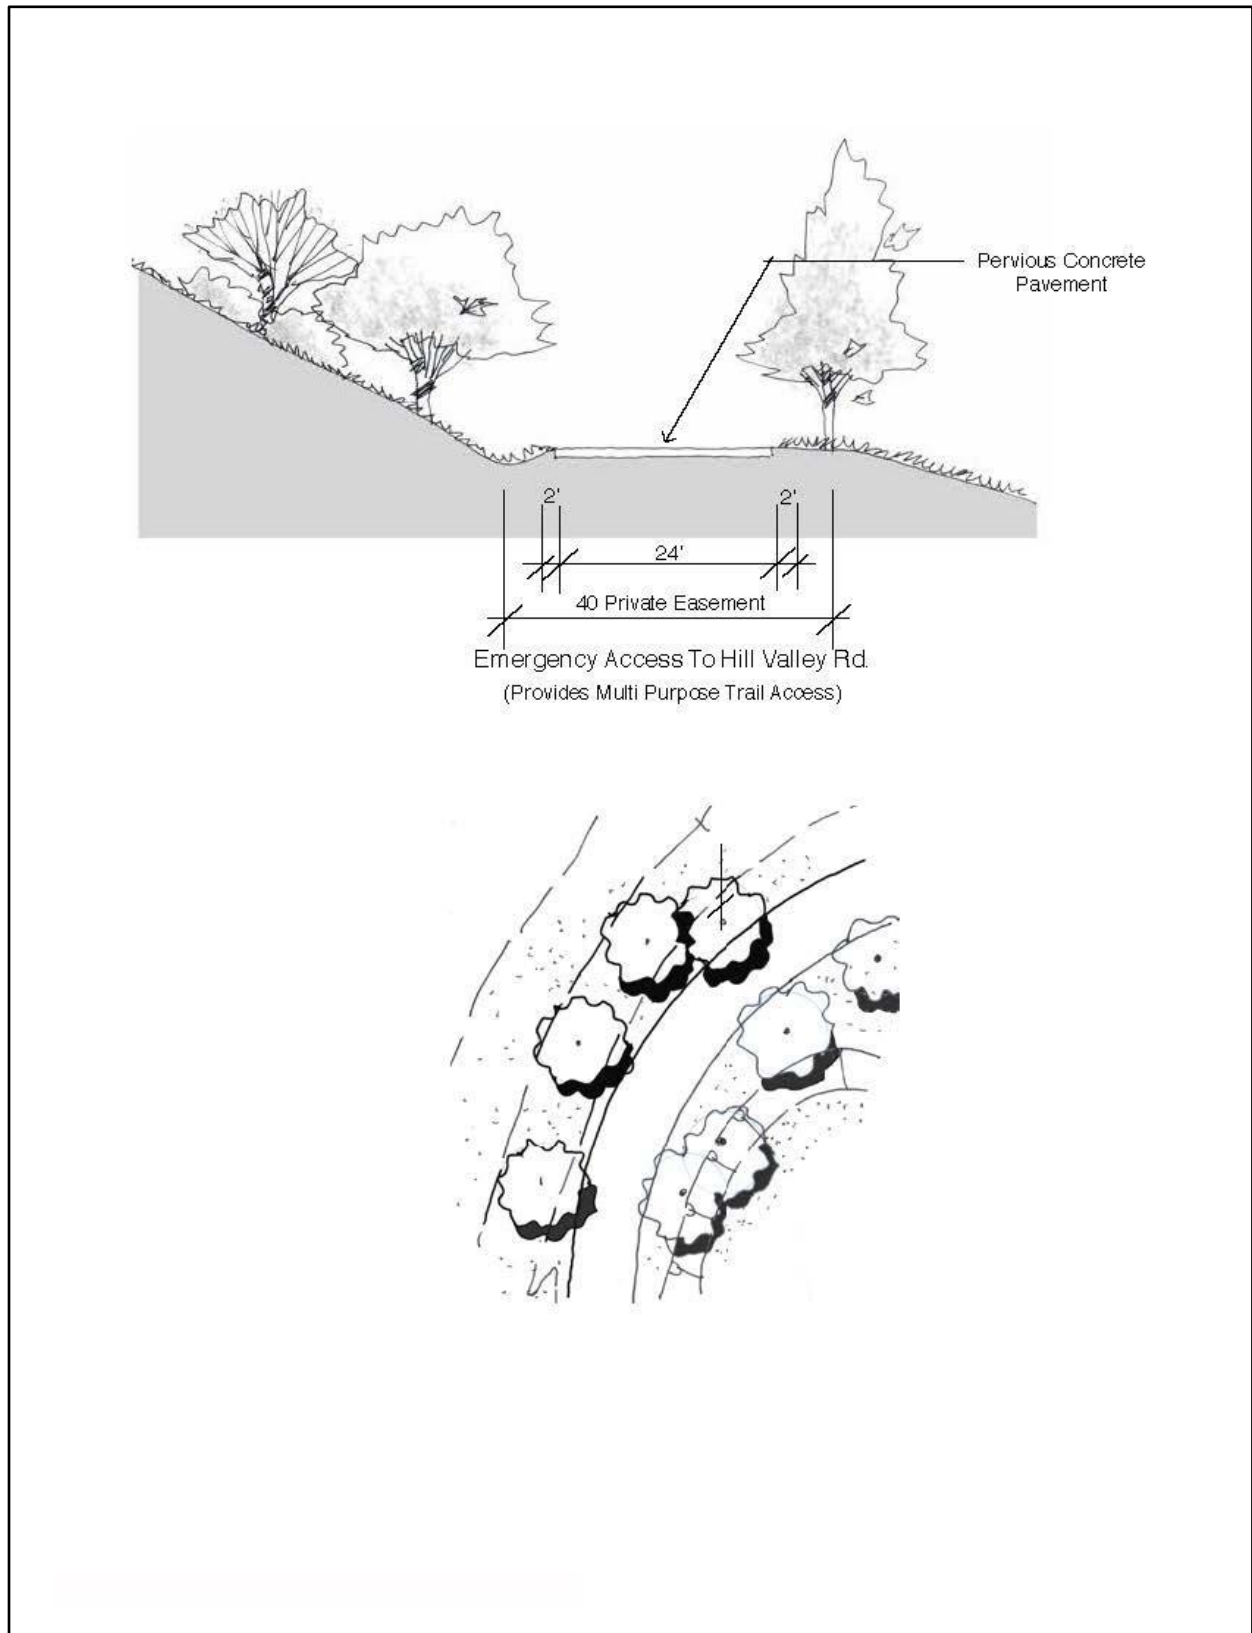 Pervious Concrete
Pavement
2' 2'
24'
40 Private Easement
Emergency Access To Hill Valley Rd.
(Provides Multi Purpose Trail Access)